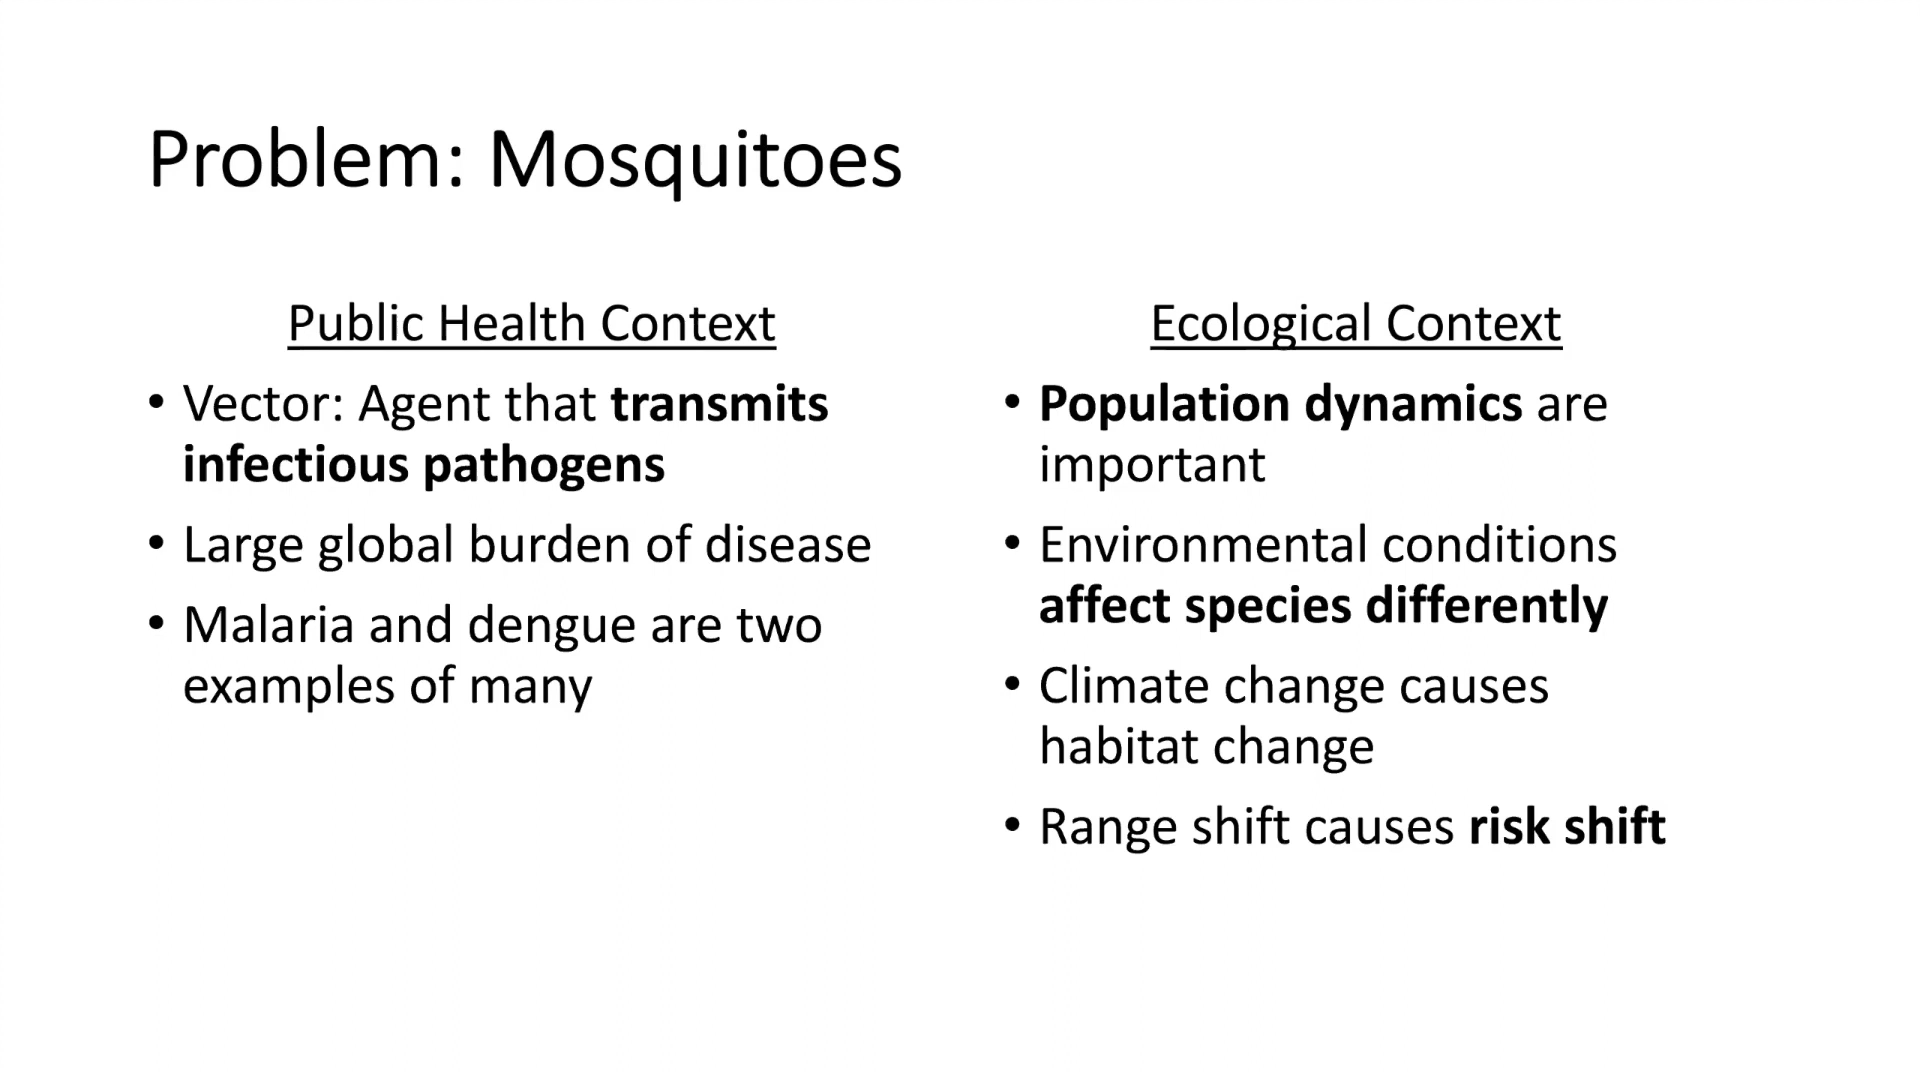 Problem: Mosquitoes
Public Health Context
• Vector: Agent that transmits
infectious pathogens
• Large global burden of disease
• Malaria and dengue are two
examples of many
Ecological Context
• Population dynamics are
important
• Environmental conditions
affect species differently
• Climate change causes
habitat change
• Range shift causes risk shift